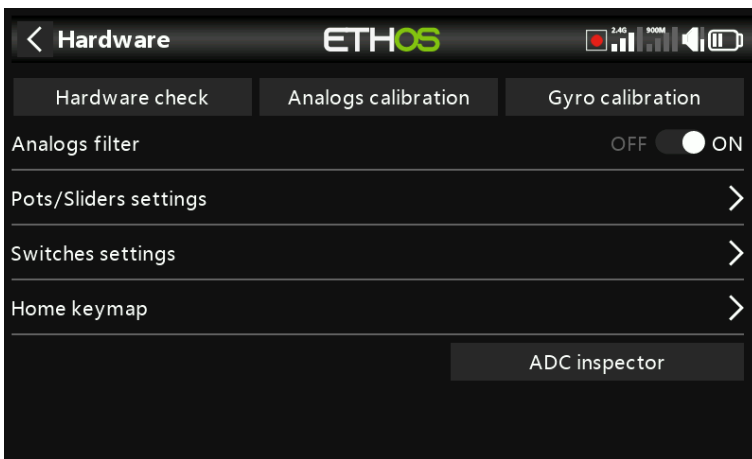 Hardware
ETHOS
2.4G
900M
Hardware check
Analogs calibration
Gyro calibration
Analogs filter
OFF
ON
Pots/Sliders settings
Switches settings
Home keymap
ADC inspector